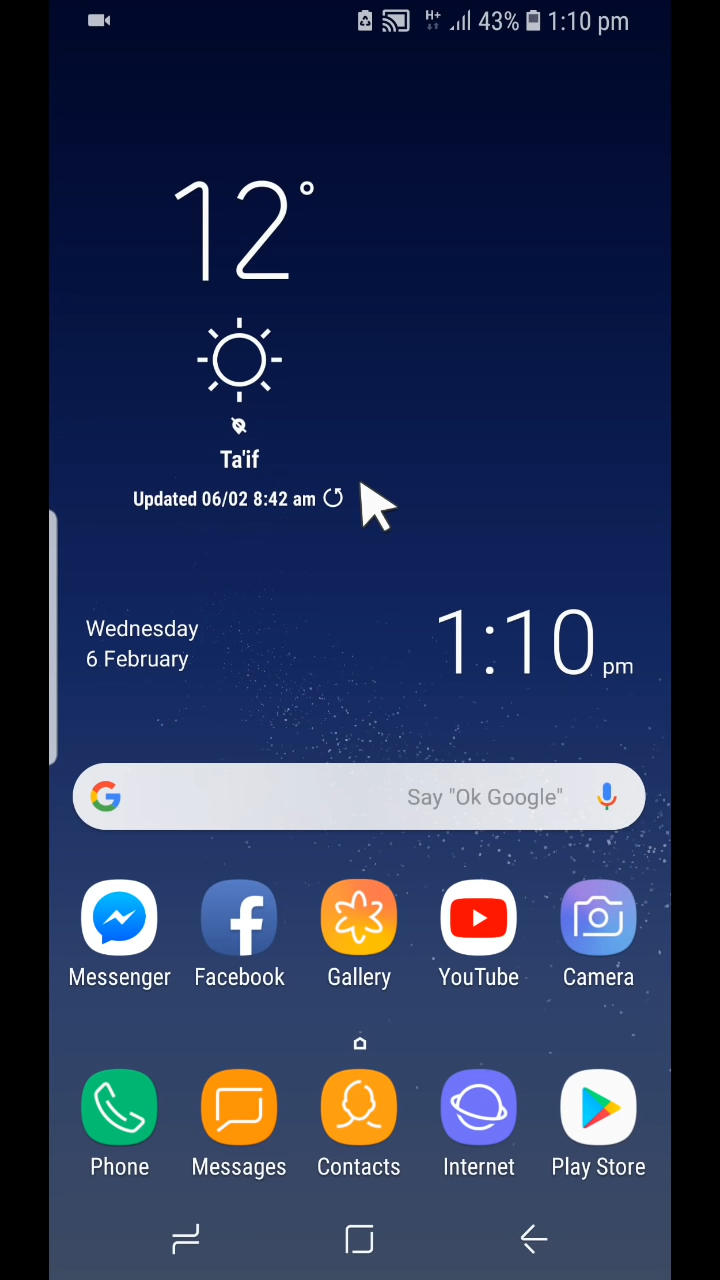 H+ 43% 1:10 pm
12°
Ta'if
Updated 06/02 8:42 am
Wednesday
6 February
1:10 pm
Say "Ok Google"
Messenger Facebook Gallery YouTube Camera
Phone Messages Contacts Internet Play Store